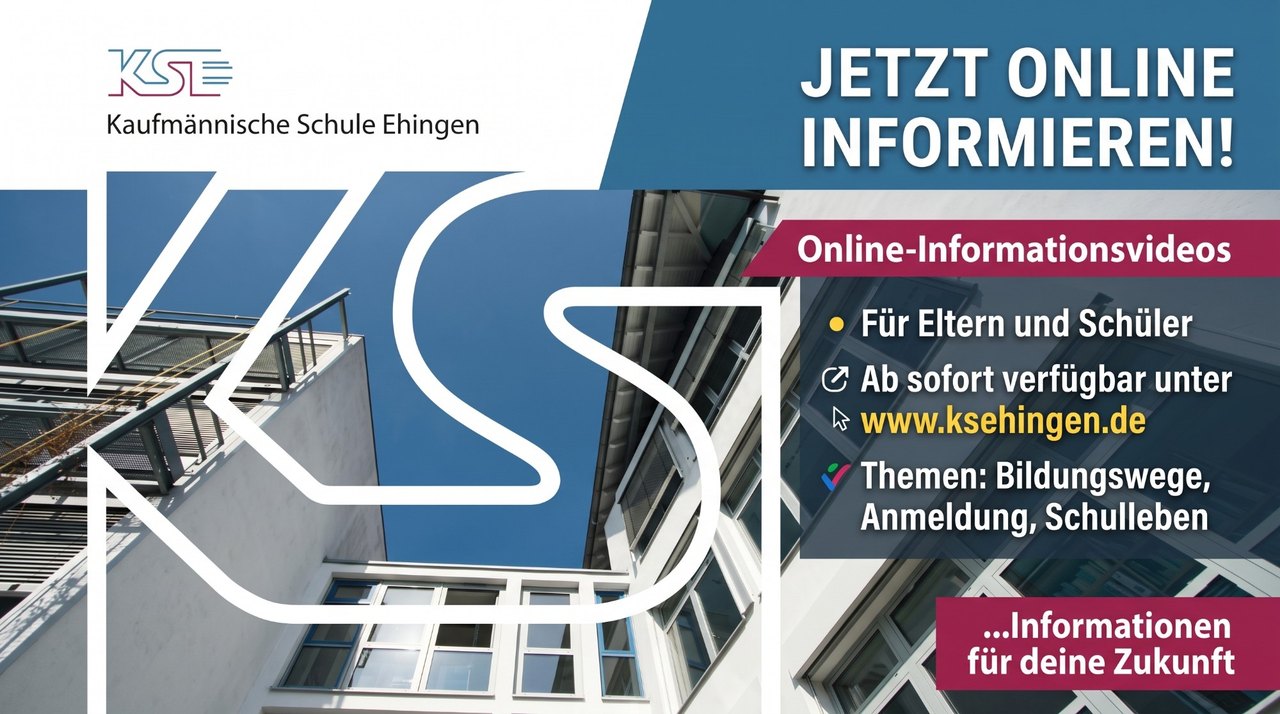 KSE
Kaufmännische Schule Ehingen
JETZT ONLINE
INFORMIEREN!
KS
Online-Informationsvideos
Für Eltern und Schüler
Ab sofort verfügbar unter
www.ksehingen.de
Themen: Bildungswege,
Anmeldung, Schulleben
...Informationen
für deine Zukunft